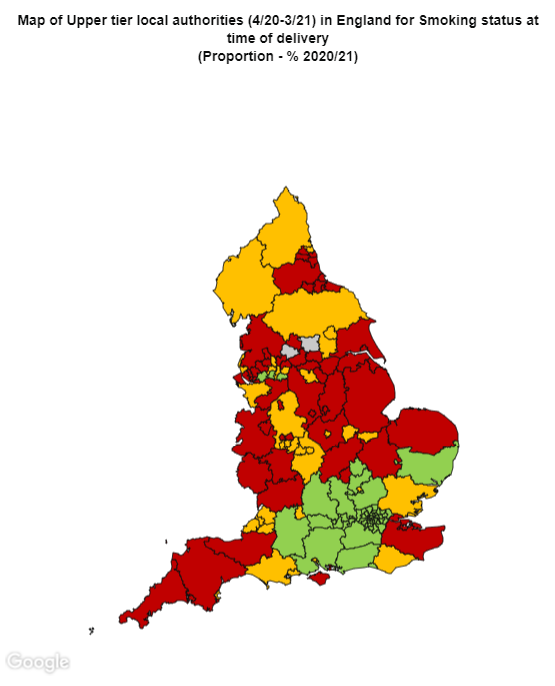 Map of Upper tier local authorities (4/20-3/21) in England for Smoking status at
time of delivery
(Proportion - % 2020/21)
Google